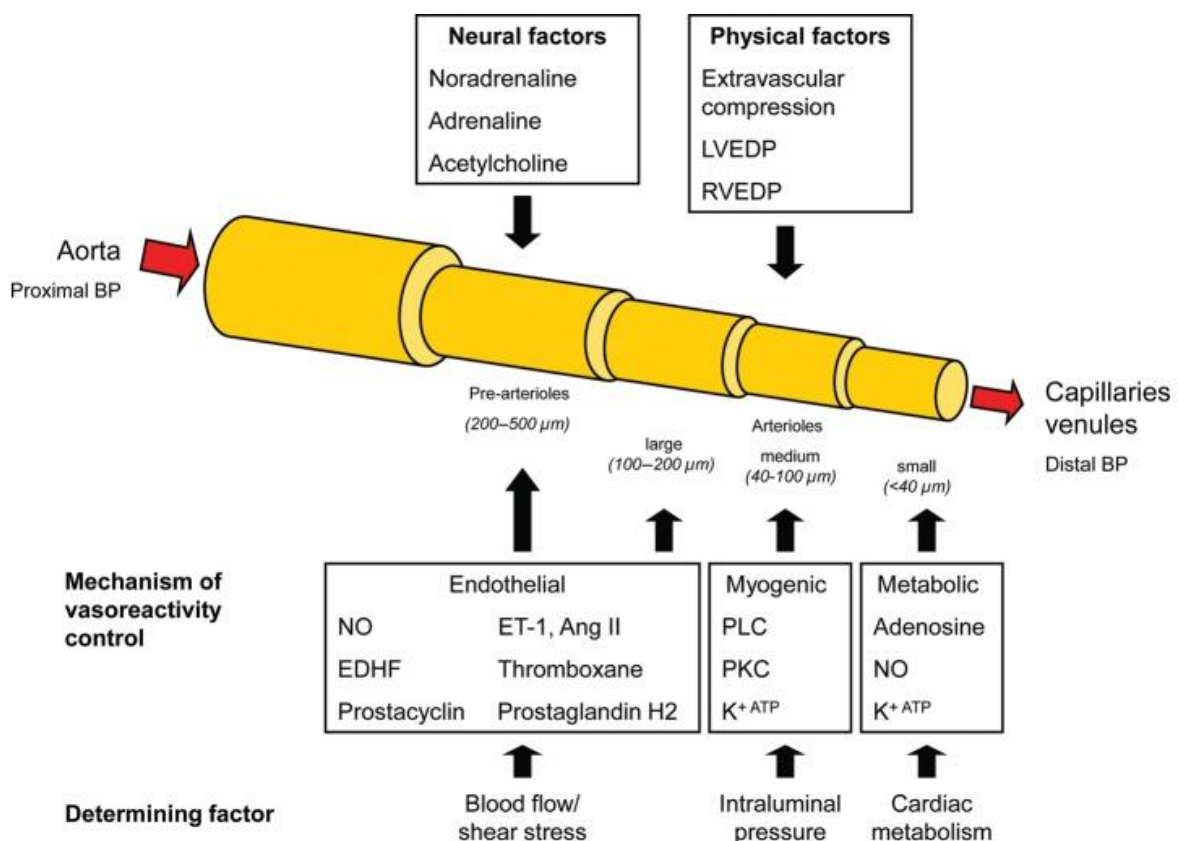 Neural factors
Noradrenaline
Adrenaline
Acetylcholine
Physical factors
Extravascular
compression
LVEDP
RVEDP
Aorta
Proximal BP
Pre-arterioles
(200–500 µm)
large
(100–200 µm)
Arterioles
medium
(40-100 µm)
small
(<40 µm)
Capillaries
venules
Distal BP
Mechanism of
vasoreactivity
control
Endothelial
NO ET-1, Ang II
EDHF Thromboxane
Prostacyclin Prostaglandin H2
Myogenic
PLC
PKC
K+ ATP
Metabolic
Adenosine
NO
K+ ATP
Determining factor
Blood flow/
shear stress
Intraluminal
pressure
Cardiac
metabolism